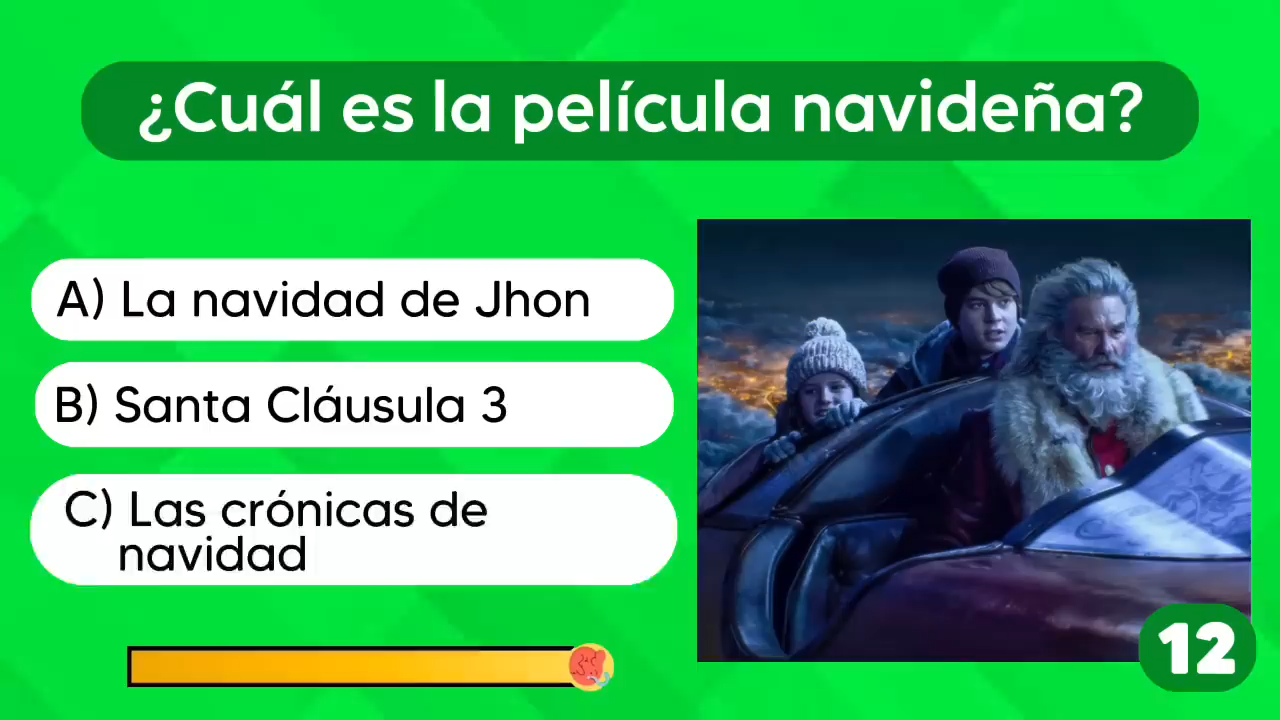 ¿Cuál es la película navideña?
A) La navidad de Jhon
B) Santa Cláusula 3
C) Las crónicas de
navidad
12